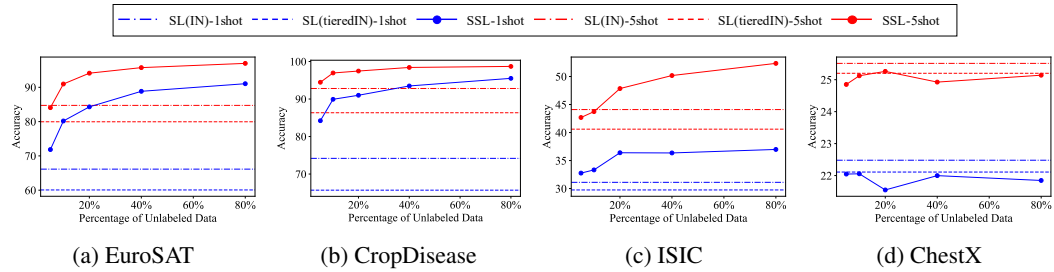 SL(IN)-1shot SL(tieredIN)-1shot SSL-1shot SL(IN)-5shot SL(tieredIN)-5shot SSL-5shot
Accuracy
90
80
70
60
20% 40% 60% 80%
Percentage of Unlabeled Data
(a) EuroSAT
Accuracy
100
90
80
70
20% 40% 60% 80%
Percentage of Unlabeled Data
(b) CropDisease
Accuracy
50
45
40
35
30
20% 40% 60% 80%
Percentage of Unlabeled Data
(c) ISIC
Accuracy
25
24
23
22
20% 40% 60% 80%
Percentage of Unlabeled Data
(d) ChestX